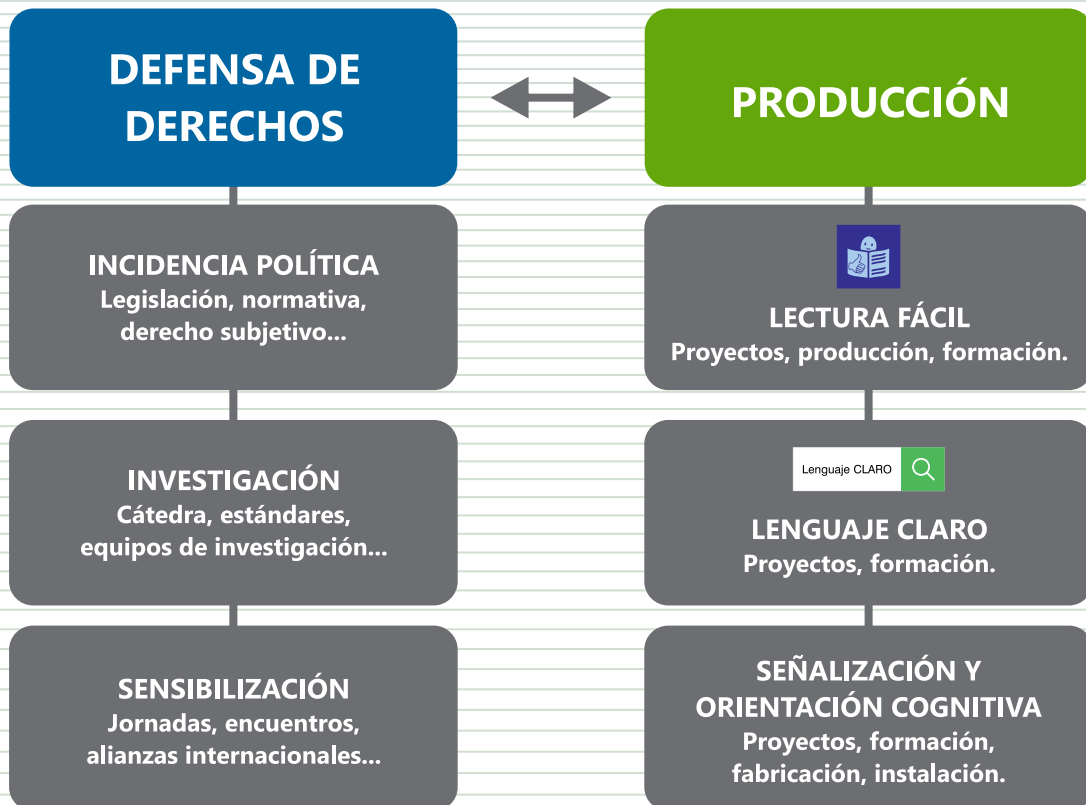 DEFENSA DE
DERECHOS
INCIDENCIA POLÍTICA
Legislación, normativa,
derecho subjetivo...
INVESTIGACIÓN
Cátedra, estándares,
equipos de investigación...
SENSIBILIZACIÓN
Jornadas, encuentros,
alianzas internacionales...
PRODUCCIÓN
LECTURA FÁCIL
Proyectos, producción, formación.
Lenguaje CLARO
LENGUAJE CLARO
Proyectos, formación.
SEÑALIZACIÓN Y
ORIENTACIÓN COGNITIVA
Proyectos, formación,
fabricación, instalación.